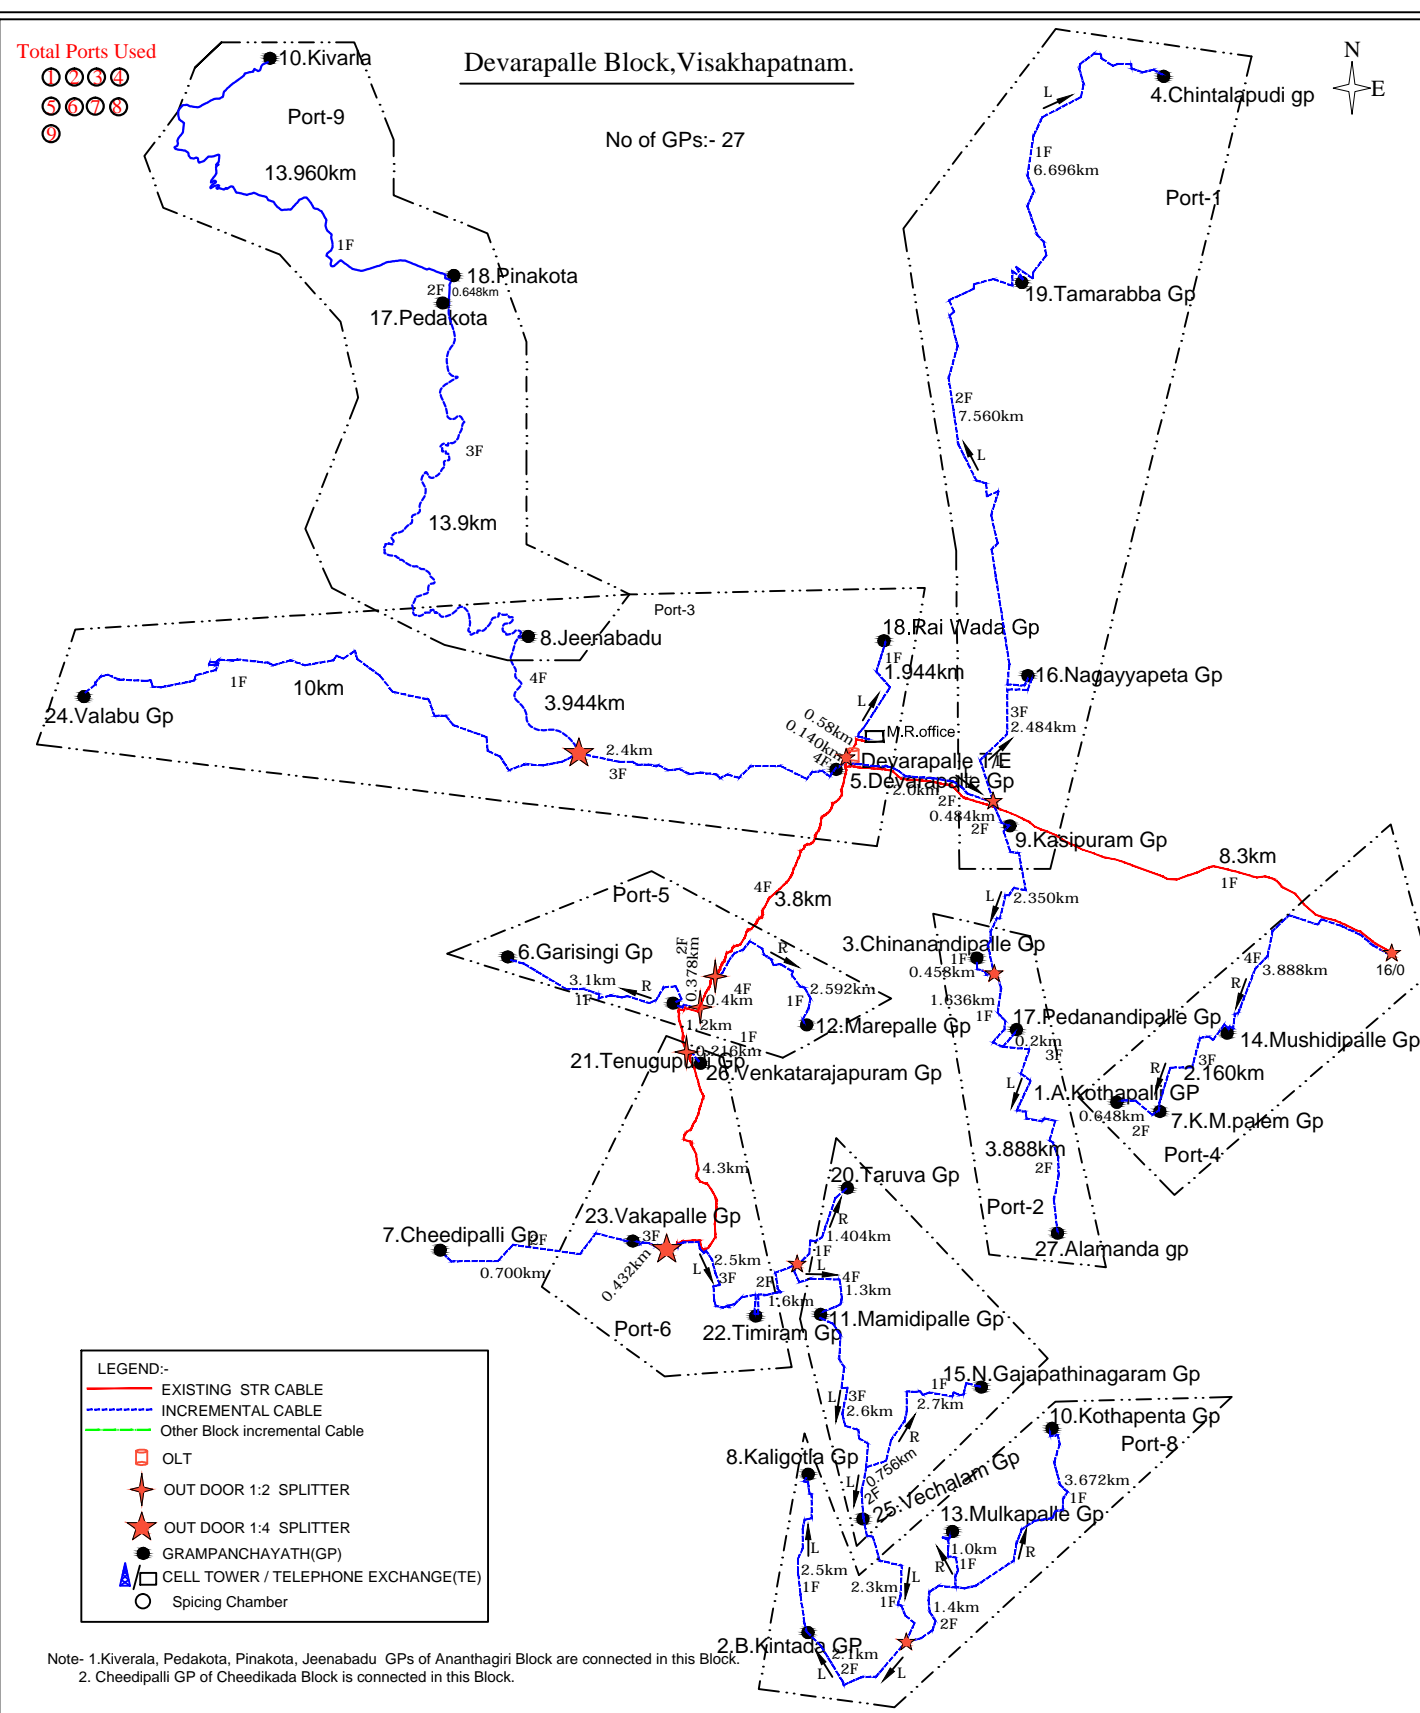 Total Ports Used
1 2 3 4
5 6 7 8
9
Devarapalle Block,Visakhapatnam.
No of GPs:- 27
N
E
10.Kivarla
Port-9
13.960km
1F
18.Pinakota
2F
0.648km
17.Pedakota
3F
13.9km
8.Jeenabadu
4F
3.944km
4.Chintalapudi gp
L
1F
6.696km
Port-1
19.Tamarabba Gp
2F
7.560km
L
16.Nagayyapeta Gp
3F
2.484km
L
Port-3
18.Rai Wada Gp
1F
1.944km
L
M.R.office
0.58km
0.140km
4F
Devarapalle T/E
5.Devarapalle Gp
24.Valabu Gp
1F
10km
2.4km
3F
2.0km
2F
0.484km
2F
9.Kasipuram Gp
8.3km
1F
16/0
4F
3.8km
Port-5
6.Garisingi Gp
3.1km
1F
R
2F
0.378km
4F
0.4km
R
2.592km
1F
12.Marepalle Gp
1.2km
1F
0.216km
21.Tenugupudi Gp
26.Venkatarajapuram Gp
L
2.350km
3.Chinanandipalle Gp
1F
0.458km
1.636km
1F
17.Pedanandipalle Gp
0.2km
3F
L
3.888km
2F
Port-2
27.Alamanda gp
4F
3.888km
R
14.Mushidipalle Gp
3F
2.160km
R
1.A.Kothapalli GP
0.648km
2F
7.K.M.palem Gp
Port-4
4.3km
23.Vakapalle Gp
3F
0.432km
7.Cheedipalli Gp
2F
0.700km
2.5km
L
3F
2F
1.6km
22.Timiram Gp
Port-6
20.Taruva Gp
R
1.404km
1F
L
4F
1.3km
11.Mamidipalle Gp
3F
L
2.6km
15.N.Gajapathinagaram Gp
1F
2.7km
R
0.756km
L
2F
25.Vechalam Gp
10.Kothapenta Gp
Port-8
3.672km
1F
13.Mulkapalle Gp
1.0km
1F
R
R
1.4km
2F
2.3km
1F
L
8.Kaligotla Gp
L
2.5km
1F
2.B.Kintada GP
2.1km
2F
L
L
LEGEND:-
EXISTING STR CABLE
INCREMENTAL CABLE
Other Block incremental Cable
OLT
OUT DOOR 1:2 SPLITTER
OUT DOOR 1:4 SPLITTER
GRAMPANCHAYATH(GP)
CELL TOWER / TELEPHONE EXCHANGE(TE)
Spicing Chamber
Note- 1.Kiverala, Pedakota, Pinakota, Jeenabadu GPs of Ananthagiri Block are connected in this Block.
2. Cheedipalli GP of Cheedikada Block is connected in this Block.